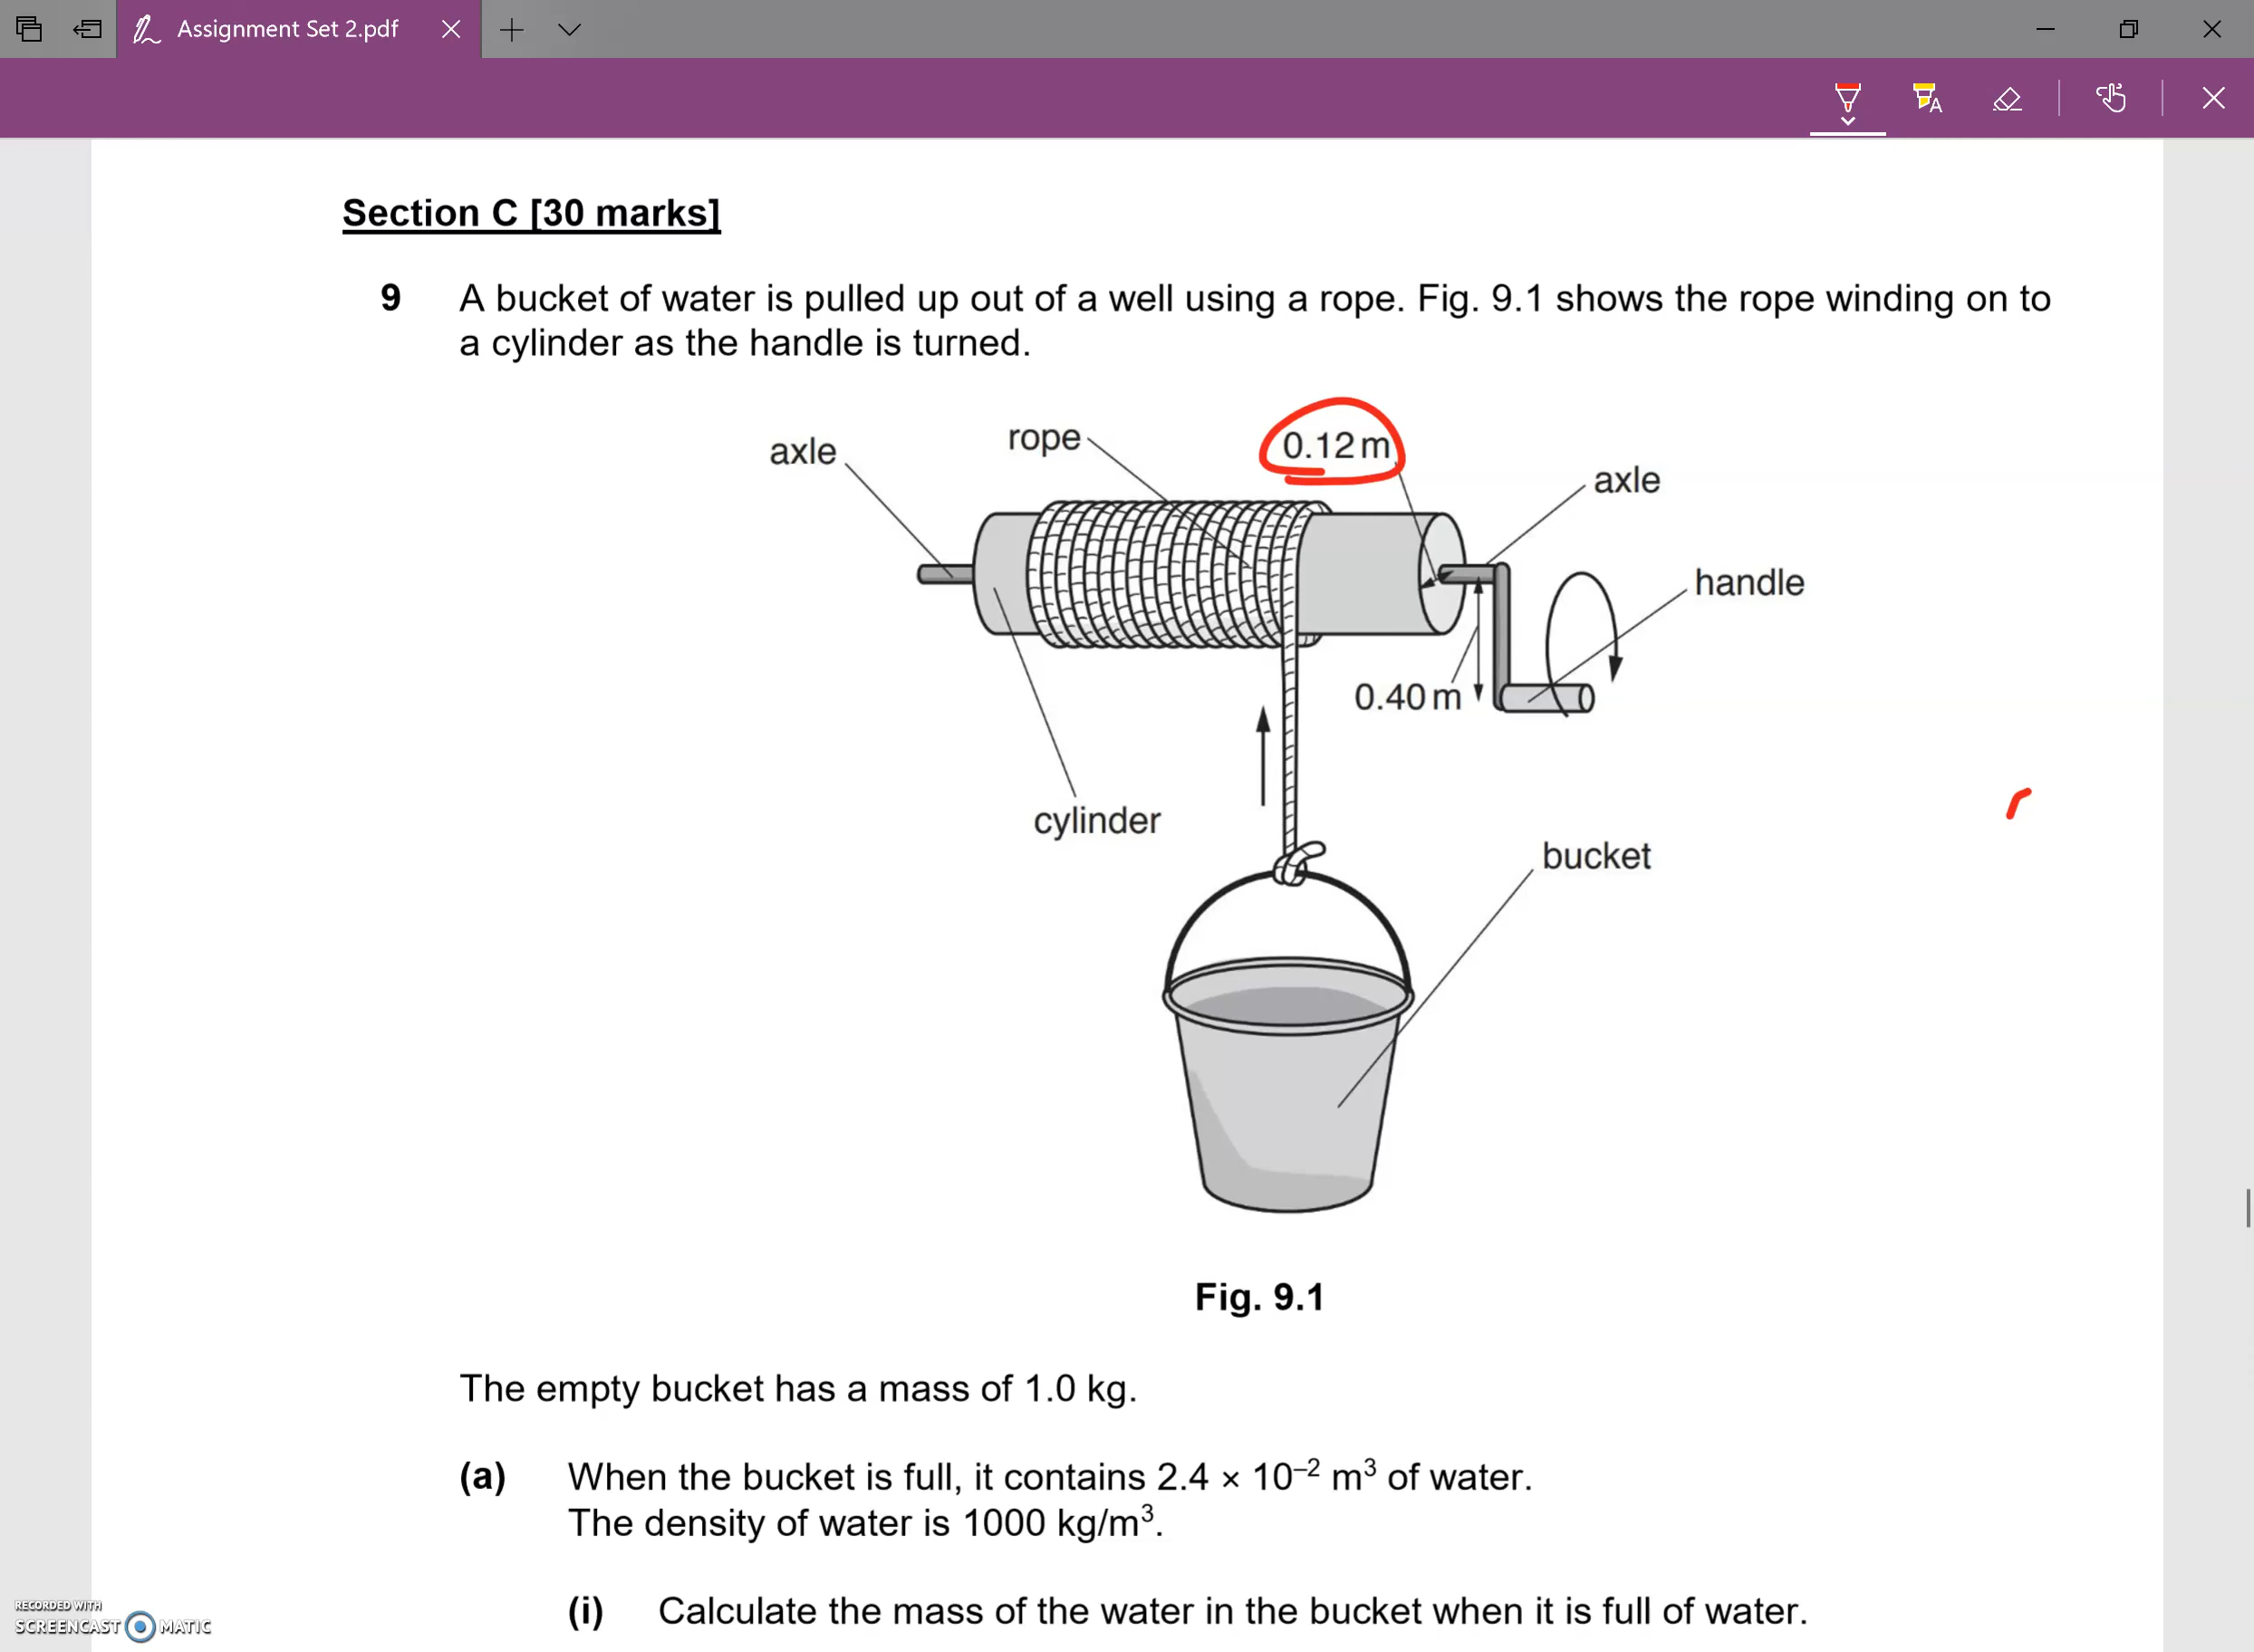 Assignment Set 2.pdf
Section C [30 marks]
9 A bucket of water is pulled up out of a well using a rope. Fig. 9.1 shows the rope winding on to
a cylinder as the handle is turned.
axle
rope
0.12 m
axle
handle
0.40 m
cylinder
bucket
Fig. 9.1
The empty bucket has a mass of 1.0 kg.
(a) When the bucket is full, it contains 2.4 × 10⁻² m³ of water.
The density of water is 1000 kg/m³.
(i) Calculate the mass of the water in the bucket when it is full of water.
RECORDED WITH
SCREENCAST MATIC